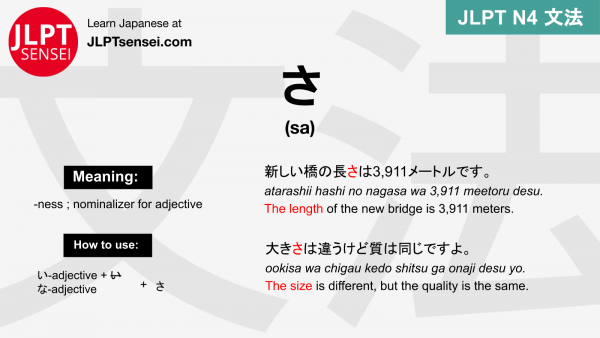 JLPT
SENSEI
Learn Japanese at
JLPTsensei.com
JLPT N4 文法
文法
さ
(sa)
Meaning:
-ness ; nominalizer for adjective
How to use:
い-adjective + い
な-adjective
+ さ
新しい橋の長さは3,911メートルです。
atarashii hashi no nagasa wa 3,911 meetoru desu.
The length of the new bridge is 3,911 meters.
大きさは違うけど質は同じですよ。
ookisa wa chigau kedo shitsu ga onaji desu yo.
The size is different, but the quality is the same.